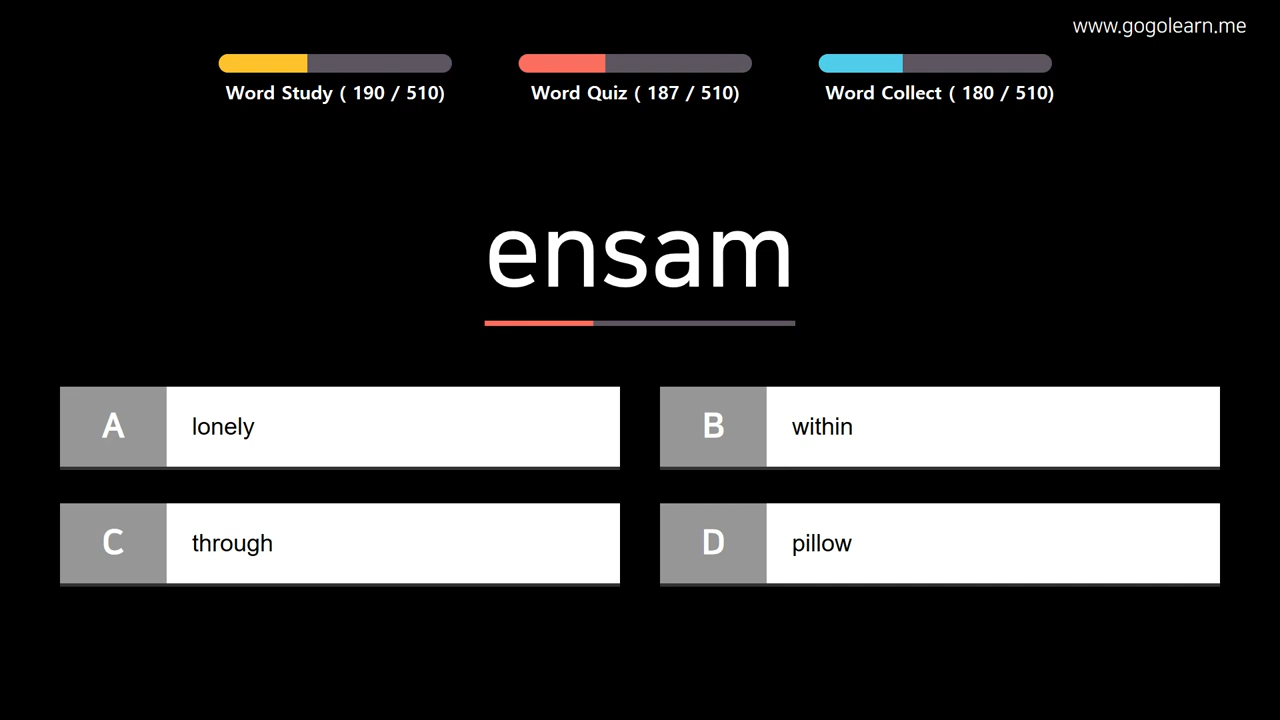 www.gogolearn.me
Word Study ( 190 / 510)
Word Quiz ( 187 / 510)
Word Collect ( 180 / 510)
ensam
A lonely
B within
C through
D pillow